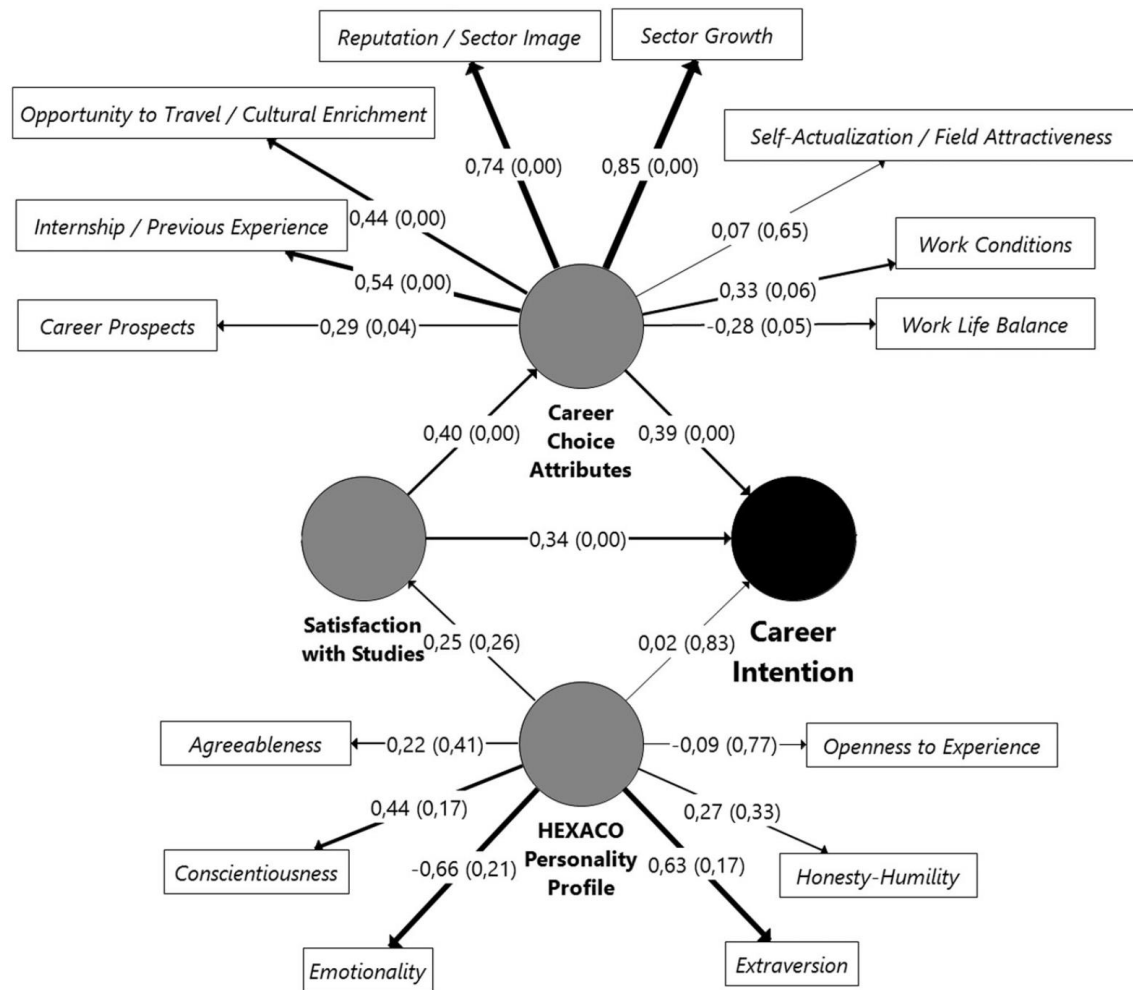 Reputation / Sector Image
Sector Growth
Opportunity to Travel / Cultural Enrichment
Self-Actualization / Field Attractiveness
0,74 (0,00)
0,85 (0,00)
Internship / Previous Experience
0,44 (0,00)
0,07 (0,65)
Work Conditions
0,54 (0,00)
0,33 (0,06)
Career Prospects
0,29 (0,04)
-0,28 (0,05)
Work Life Balance
Career
Choice
Attributes
0,40 (0,00)
0,39 (0,00)
0,34 (0,00)
Satisfaction
with Studies
Career
Intention
0,25 (0,26)
0,02 (0,83)
Agreeableness
0,22 (0,41)
-0,09 (0,77)
Openness to Experience
0,44 (0,17)
0,27 (0,33)
HEXACO
Personality
Profile
Conscientiousness
-0,66 (0,21)
0,63 (0,17)
Honesty-Humility
Emotionality
Extraversion